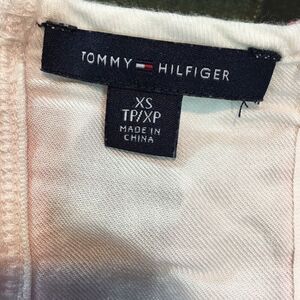 TOMMY HILFIGER
XS
TP/XP
MADE IN
CHINA